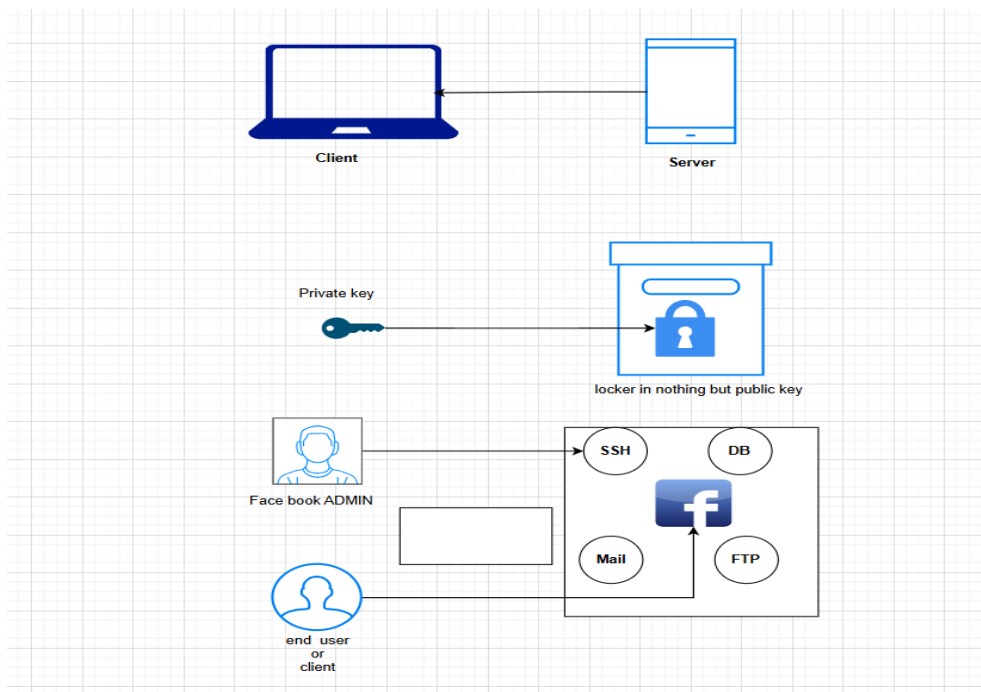 Client
Server
Private key
locker in nothing but public key
SSH
DB
Face book ADMIN
f
Mail
FTP
end user
or
client